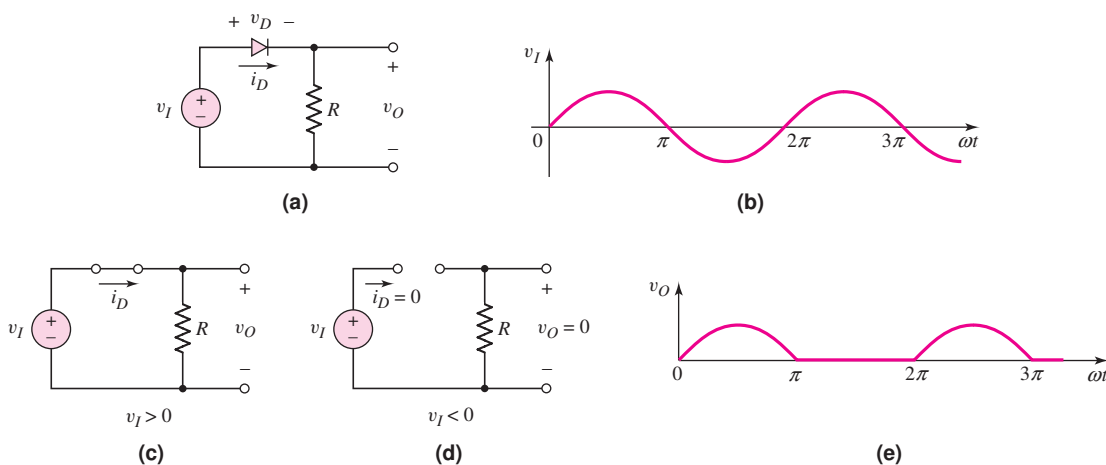 + v_D −
i_D
v_I
+
−
R
+
v_O
−
(a)
v_I
0
π
2π
3π
ωt
(b)
i_D
v_I
+
−
R
+
v_O
−
v_I > 0
(c)
i_D = 0
v_I
+
−
R
+
v_O = 0
−
v_I < 0
(d)
v_O
0
π
2π
3π
ωt
(e)